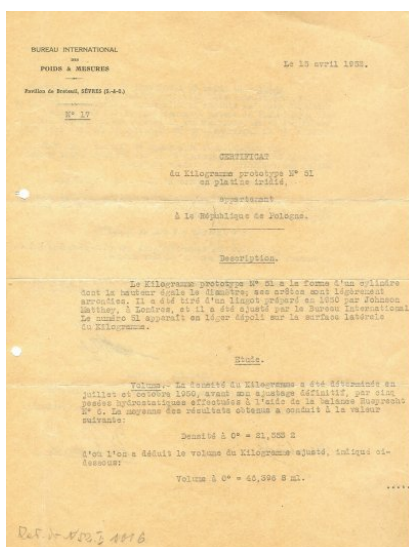 BUREAU INTERNATIONAL
DES
POIDS & MESURES
Pavillon de Breteuil, SÈVRES (S.-&-O.)
N° 17
Le 13 avril 1952.
CERTIFICAT
du Kilogramme prototype N° 51
en platine iridié,
appartenant
à la République de Pologne.
Description.
Le Kilogramme prototype N° 51 a la forme d'un cylindre
dont la hauteur égale le diamètre; ses arêtes sont légèrement
arrondies. Il a été tiré d'un lingot préparé en par Johnson
Matthey, à Londres, et il a été ajusté par le Bureau International.
Le numéro 51 apparaît en léger dépoli sur la surface latérale
du Kilogramme.
Etude.
Volume.- La densité du Kilogramme a été déterminée en
juillet et octobre 1950, avant son ajustage définitif, par cinq
pesées hydrostatiques effectuées à l'aide de la balance Rueprecht
N° 6. La moyenne des résultats obtenus a conduit à la valeur
suivante:
Densité à 0° = 21,533 2
d'où l'on a déduit le volume du Kilogramme ajusté, indiqué ci-
dessous:
Volume à 0° = 46,396 8 ml.
.....